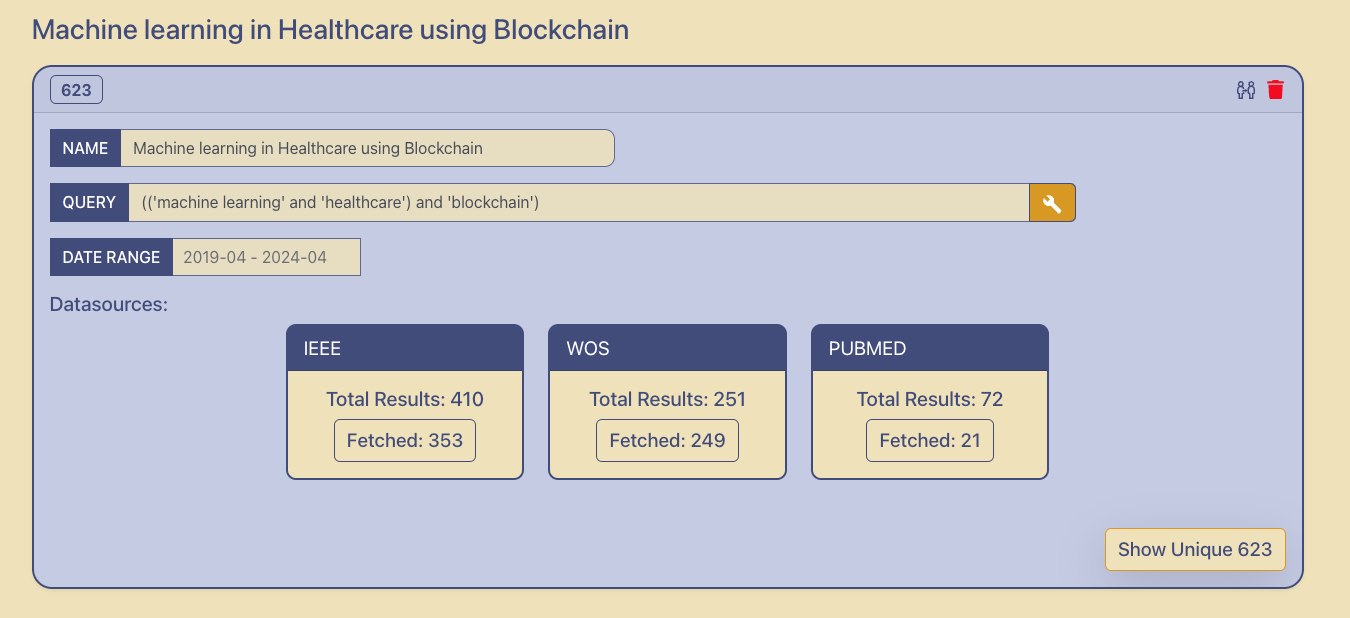 Machine learning in Healthcare using Blockchain
623
NAME Machine learning in Healthcare using Blockchain
QUERY (('machine learning' and 'healthcare') and 'blockchain')
DATE RANGE 2019-04 - 2024-04
Datasources:
IEEE
Total Results: 410
Fetched: 353
WOS
Total Results: 251
Fetched: 249
PUBMED
Total Results: 72
Fetched: 21
Show Unique 623